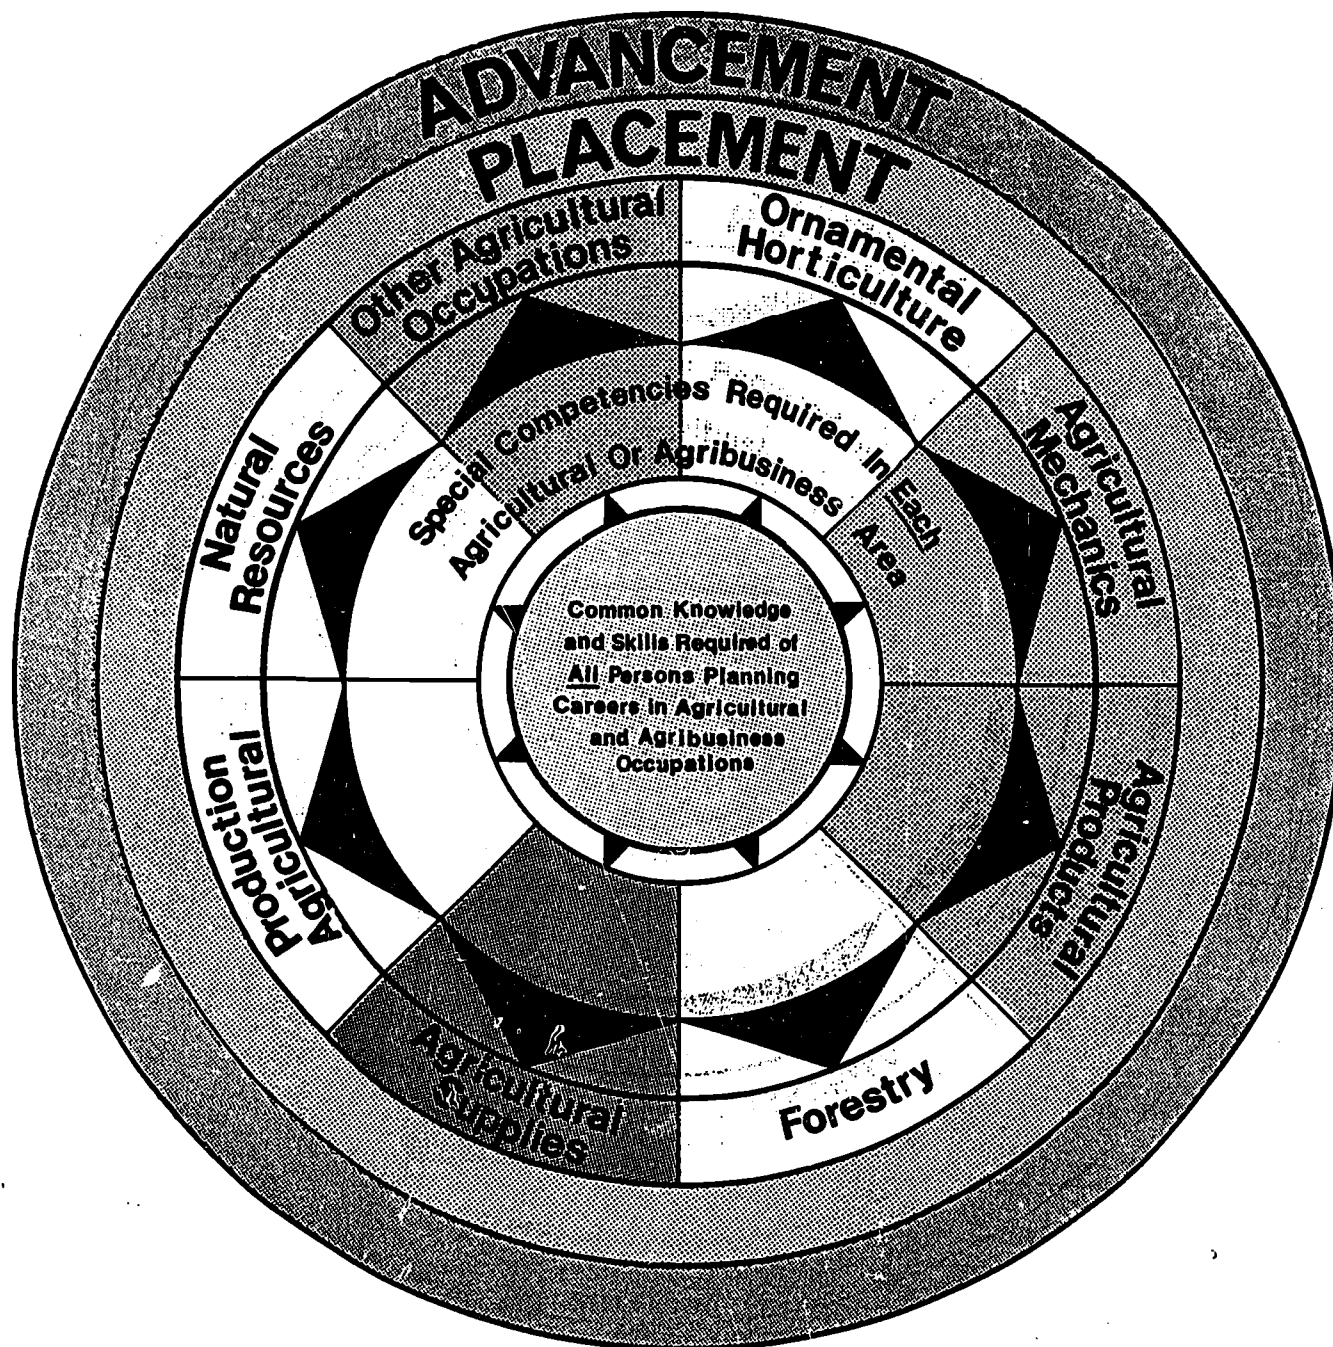 ADVANCEMENT
PLACEMENT
Other Agricultural
Occupations
Ornamental
Horticulture
Agricultural
Mechanics
Agricultural
Products
Forestry
Agricultural
Supplies
Production
Agricultural
Natural
Resources
Special Competencies Required In Each
Agricultural Or Agribusiness Area
Common Knowledge
and Skills Required of
All Persons Planning
Careers in Agricultural
and Agribusiness
Occupations